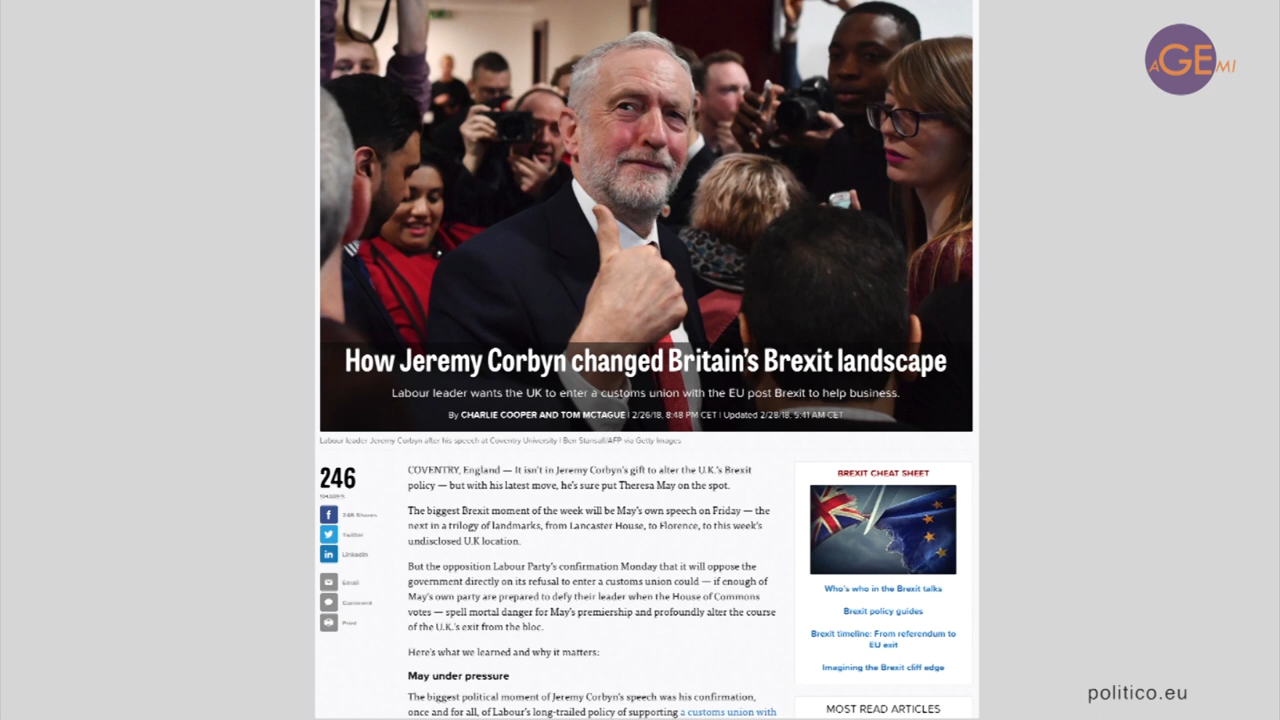 AGEMI
How Jeremy Corbyn changed Britain's Brexit landscape
Labour leader wants the UK to enter a customs union with the EU post Brexit to help business.
By CHARLIE COOPER AND TOM MCTAGUE | 2/26/18, 8:48 PM CET | Updated 2/28/18, 5:41 AM CET
Labour leader Jeremy Corbyn after his speech at Coventry University | Ben Stansall/AFP via Getty Images
246
SHARES
246 Shares
Twitter
LinkedIn
Email
Comment
Print
COVENTRY, England — It isn't in Jeremy Corbyn's gift to alter the U.K.'s Brexit
policy — but with his latest move, he's sure put Theresa May on the spot.
The biggest Brexit moment of the week will be May's own speech on Friday — the
next in a trilogy of landmarks, from Lancaster House, to Florence, to this week's
undisclosed U.K location.
But the opposition Labour Party's confirmation Monday that it will oppose the
government directly on its refusal to enter a customs union could — if enough of
May's own party are prepared to defy their leader when the House of Commons
votes — spell mortal danger for May's premiership and profoundly alter the course
of the U.K.'s exit from the bloc.
Here's what we learned and why it matters:
May under pressure
The biggest political moment of Jeremy Corbyn's speech was his confirmation,
once and for all, of Labour's long-trailed policy of supporting a customs union with
BREXIT CHEAT SHEET
Who's who in the Brexit talks
Brexit policy guides
Brexit timeline: From referendum to
EU exit
Imagining the Brexit cliff edge
MOST READ ARTICLES
politico.eu